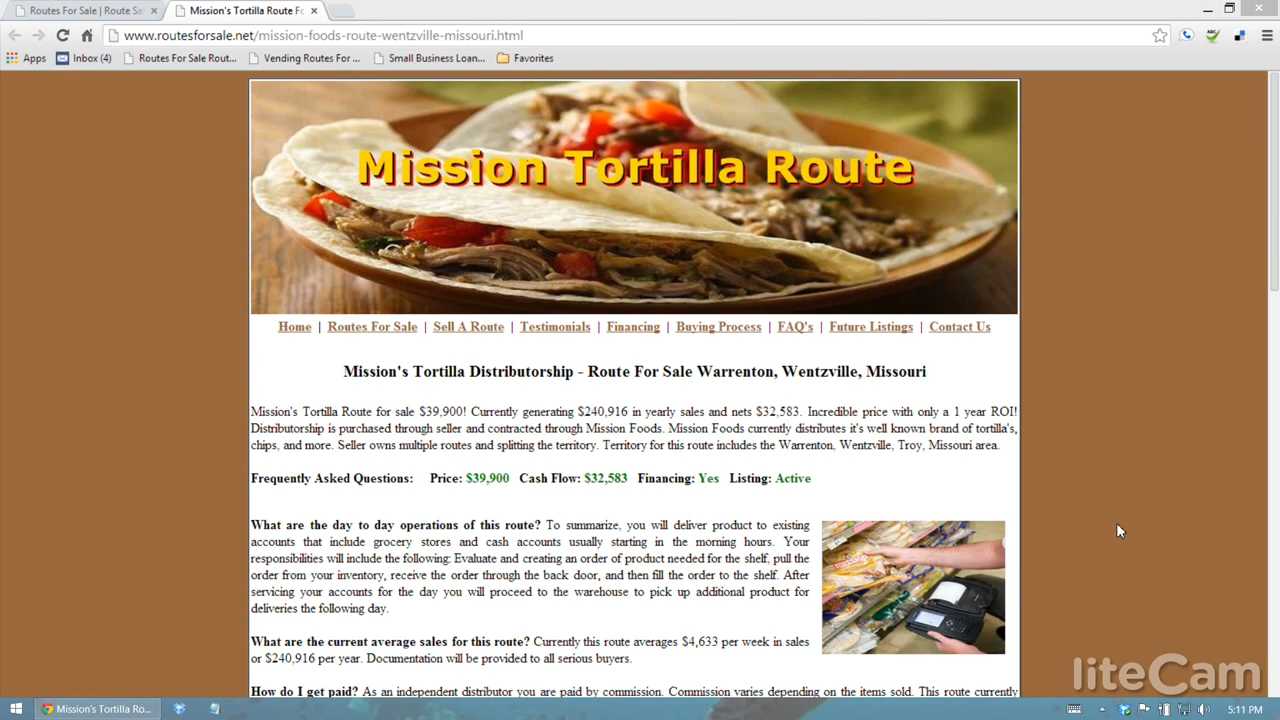 Routes For Sale | Route Sa
Mission's Tortilla Route Fo
www.routesforsale.net/mission-foods-route-wentzville-missouri.html
Apps Inbox (4) Routes For Sale Rout... Vending Routes For ... Small Business Loan... Favorites
Mission Tortilla Route
Home | Routes For Sale | Sell A Route | Testimonials | Financing | Buying Process | FAQ's | Future Listings | Contact Us
Mission's Tortilla Distributorship - Route For Sale Warrenton, Wentzville, Missouri
Mission's Tortilla Route for sale $39,900! Currently generating $240,916 in yearly sales and nets $32,583. Incredible price with only a 1 year ROI!
Distributorship is purchased through seller and contracted through Mission Foods. Mission Foods currently distributes it's well known brand of tortilla's,
chips, and more. Seller owns multiple routes and splitting the territory. Territory for this route includes the Warrenton, Wentzville, Troy, Missouri area.
Frequently Asked Questions: Price: $39,900 Cash Flow: $32,583 Financing: Yes Listing: Active
What are the day to day operations of this route? To summarize, you will deliver product to existing
accounts that include grocery stores and cash accounts usually starting in the morning hours. Your
responsibilities will include the following: Evaluate and creating an order of product needed for the shelf, pull the
order from your inventory, receive the order through the back door, and then fill the order to the shelf. After
servicing your accounts for the day you will proceed to the warehouse to pick up additional product for
deliveries the following day.
What are the current average sales for this route? Currently this route averages $4,633 per week in sales
or $240,916 per year. Documentation will be provided to all serious buyers.
How do I get paid? As an independent distributor you are paid by commission. Commission varies depending on the items sold. This route currently
liteCam
Mission's Tortilla Ro...
5:11 PM